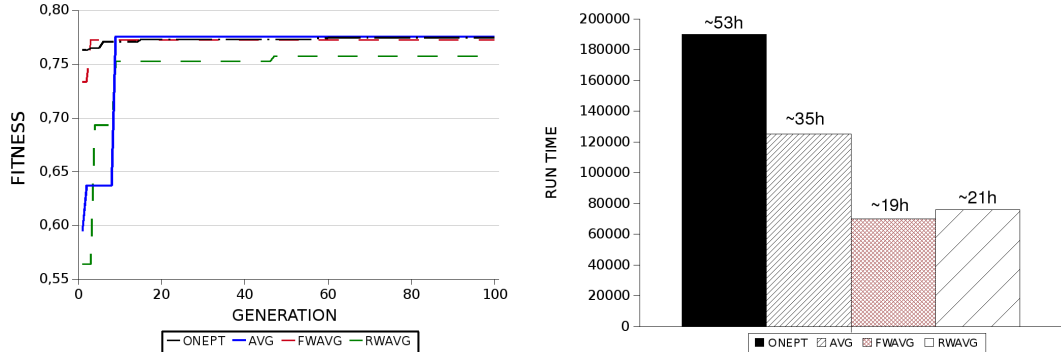 0,80
0,75
0,70
0,65
0,60
0,55
FITNESS
0 20 40 60 80 100
GENERATION
ONEPT AVG FWAVG RWAVG
200000
180000
160000
140000
120000
100000
80000
60000
40000
20000
0
RUN TIME
~53h
~35h
~19h
~21h
ONEPT AVG FWAVG RWAVG